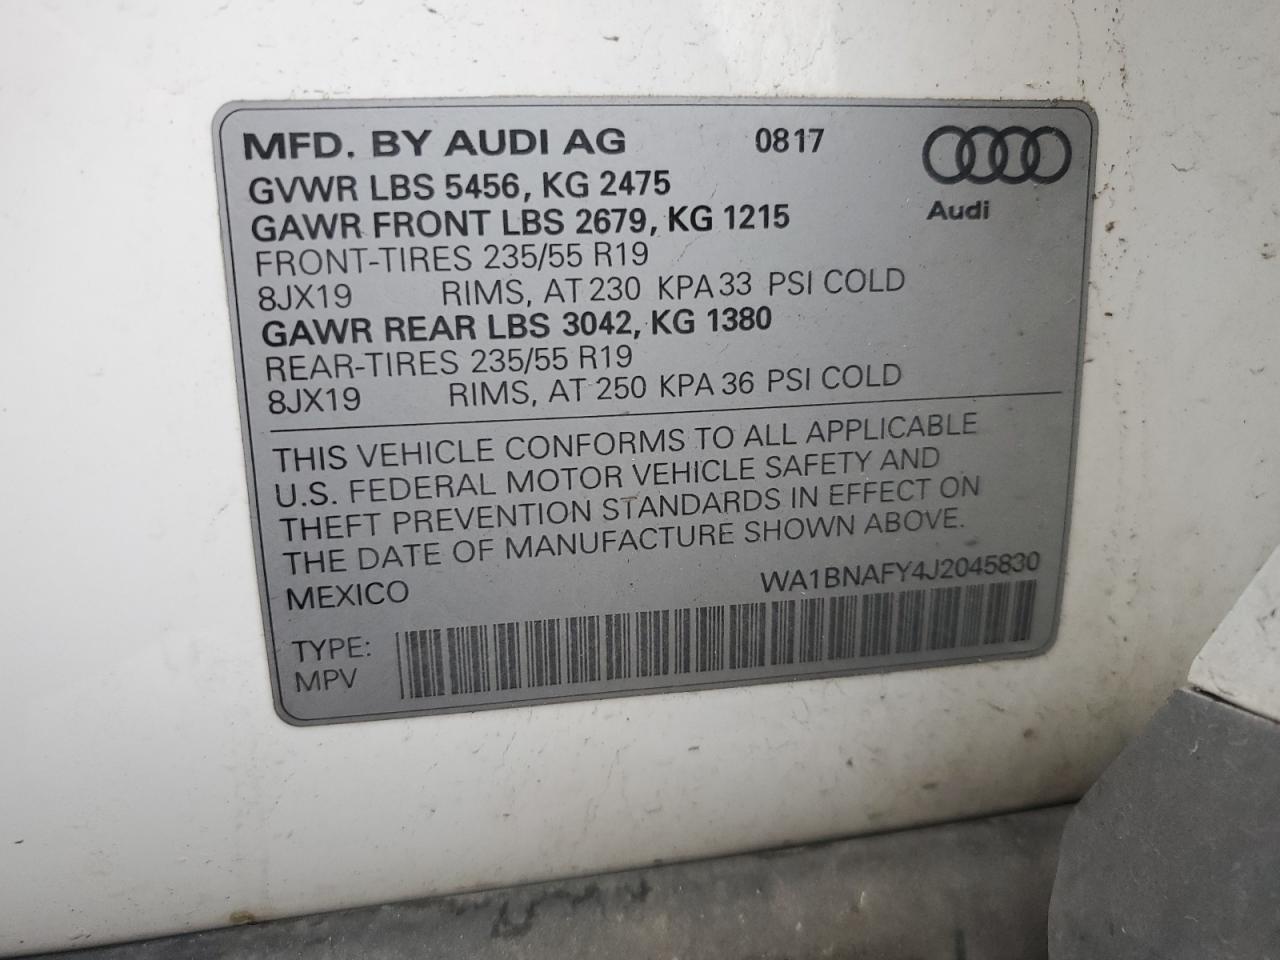 MFD. BY AUDI AG 0817
GVWR LBS 5456, KG 2475
Audi
GAWR FRONT LBS 2679, KG 1215
FRONT-TIRES 235/55 R19
8JX19 RIMS, AT 230 KPA 33 PSI COLD
GAWR REAR LBS 3042, KG 1380
REAR-TIRES 235/55 R19
8JX19 RIMS, AT 250 KPA 36 PSI COLD
THIS VEHICLE CONFORMS TO ALL APPLICABLE
U.S. FEDERAL MOTOR VEHICLE SAFETY AND
THEFT PREVENTION STANDARDS IN EFFECT ON
THE DATE OF MANUFACTURE SHOWN ABOVE.
MEXICO WA1BNAFY4J2045830
TYPE:
MPV